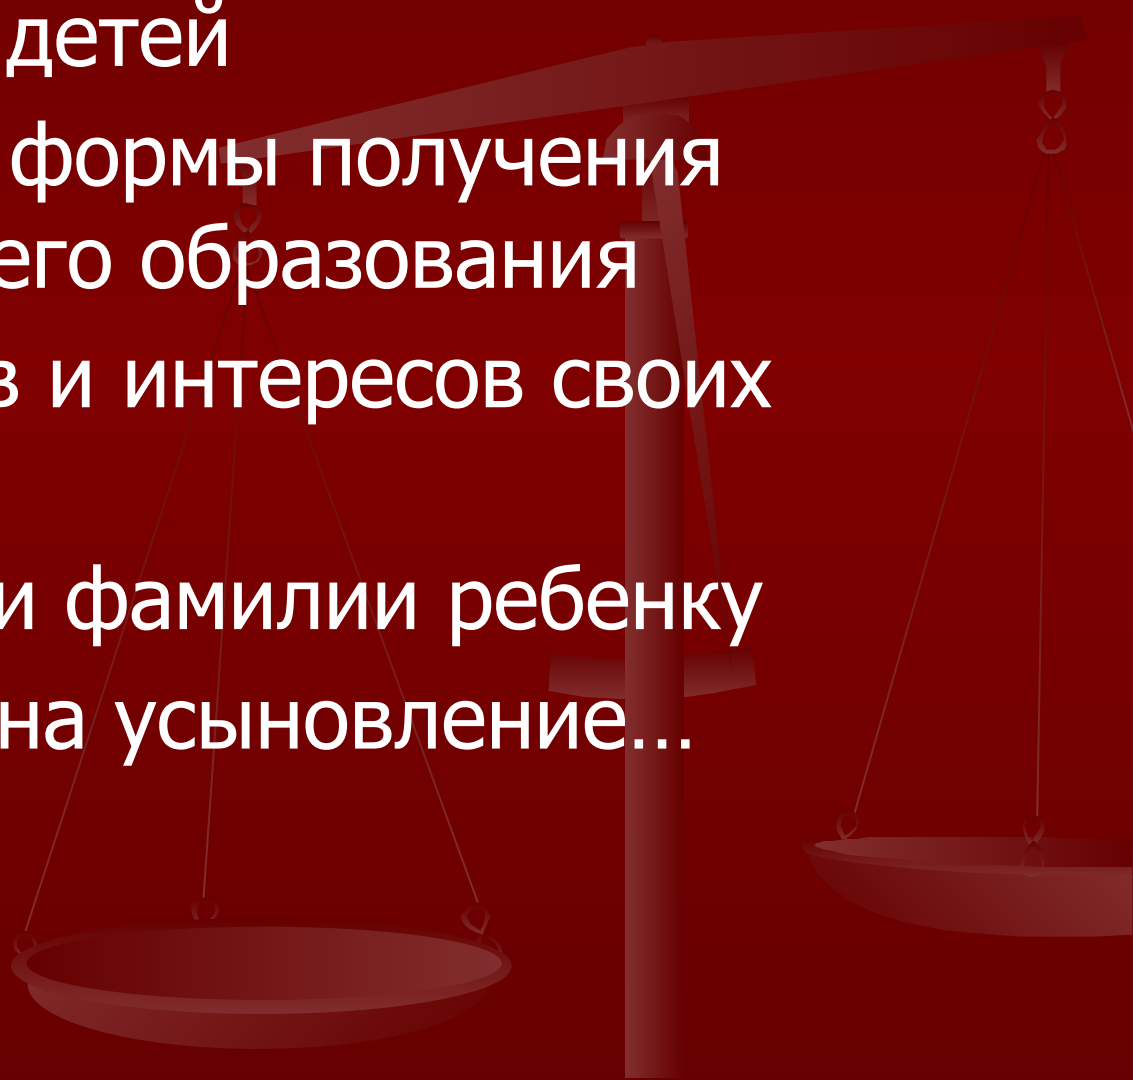 детей
формы получения
его образования
в и интересов своих
и фамилии ребенку
на усыновление…